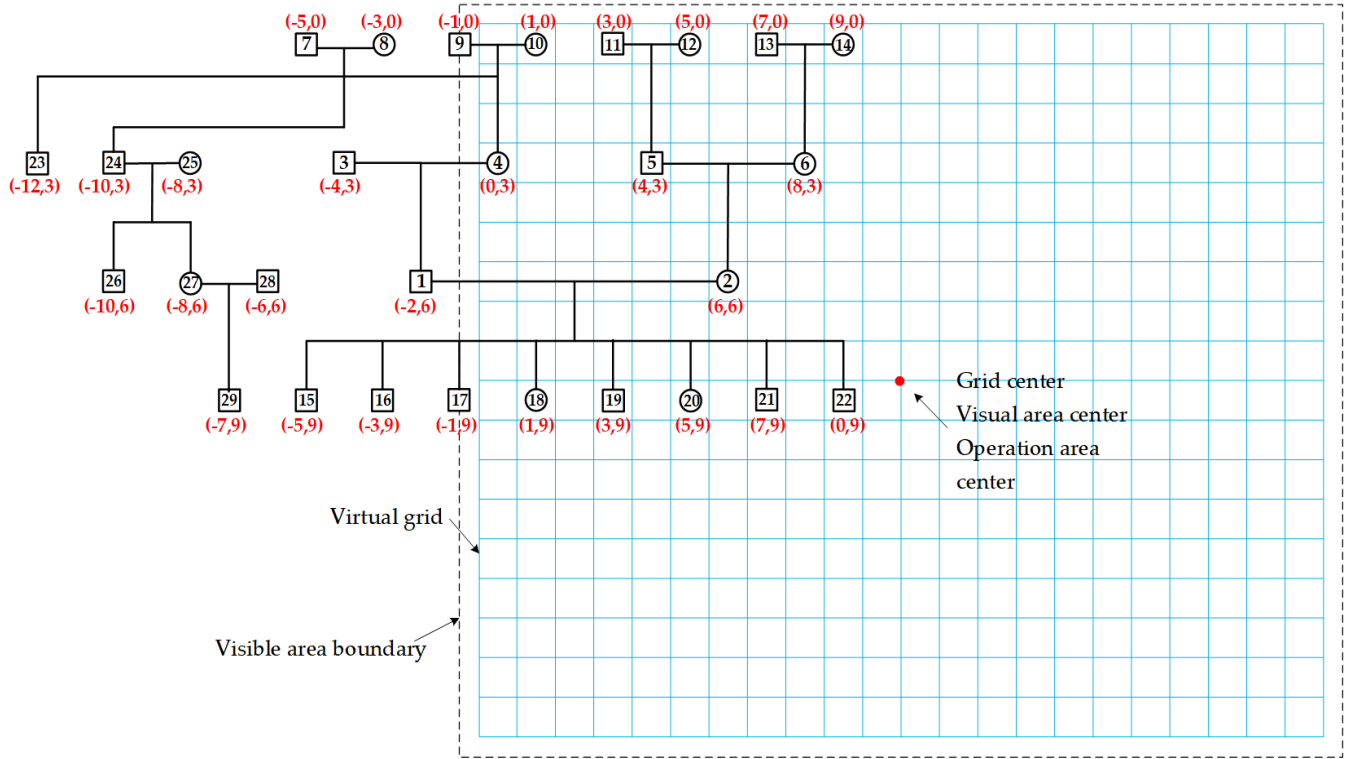 (-5,0) (-3,0) (-1,0) (1,0) (3,0) (5,0) (7,0) (9,0)
7 8 9 10 11 12 13 14
23 24 25 3 4 5 6
(-12,3) (-10,3) (-8,3) (-4,3) (0,3) (4,3) (8,3)
26 27 28 1 2
(-10,6) (-8,6) (-6,6) (-2,6) (6,6)
29 15 16 17 18 19 20 21 22
(-7,9) (-5,9) (-3,9) (-1,9) (1,9) (3,9) (5,9) (7,9) (0,9)
Grid center
Visual area center
Operation area
center
Virtual grid
Visible area boundary